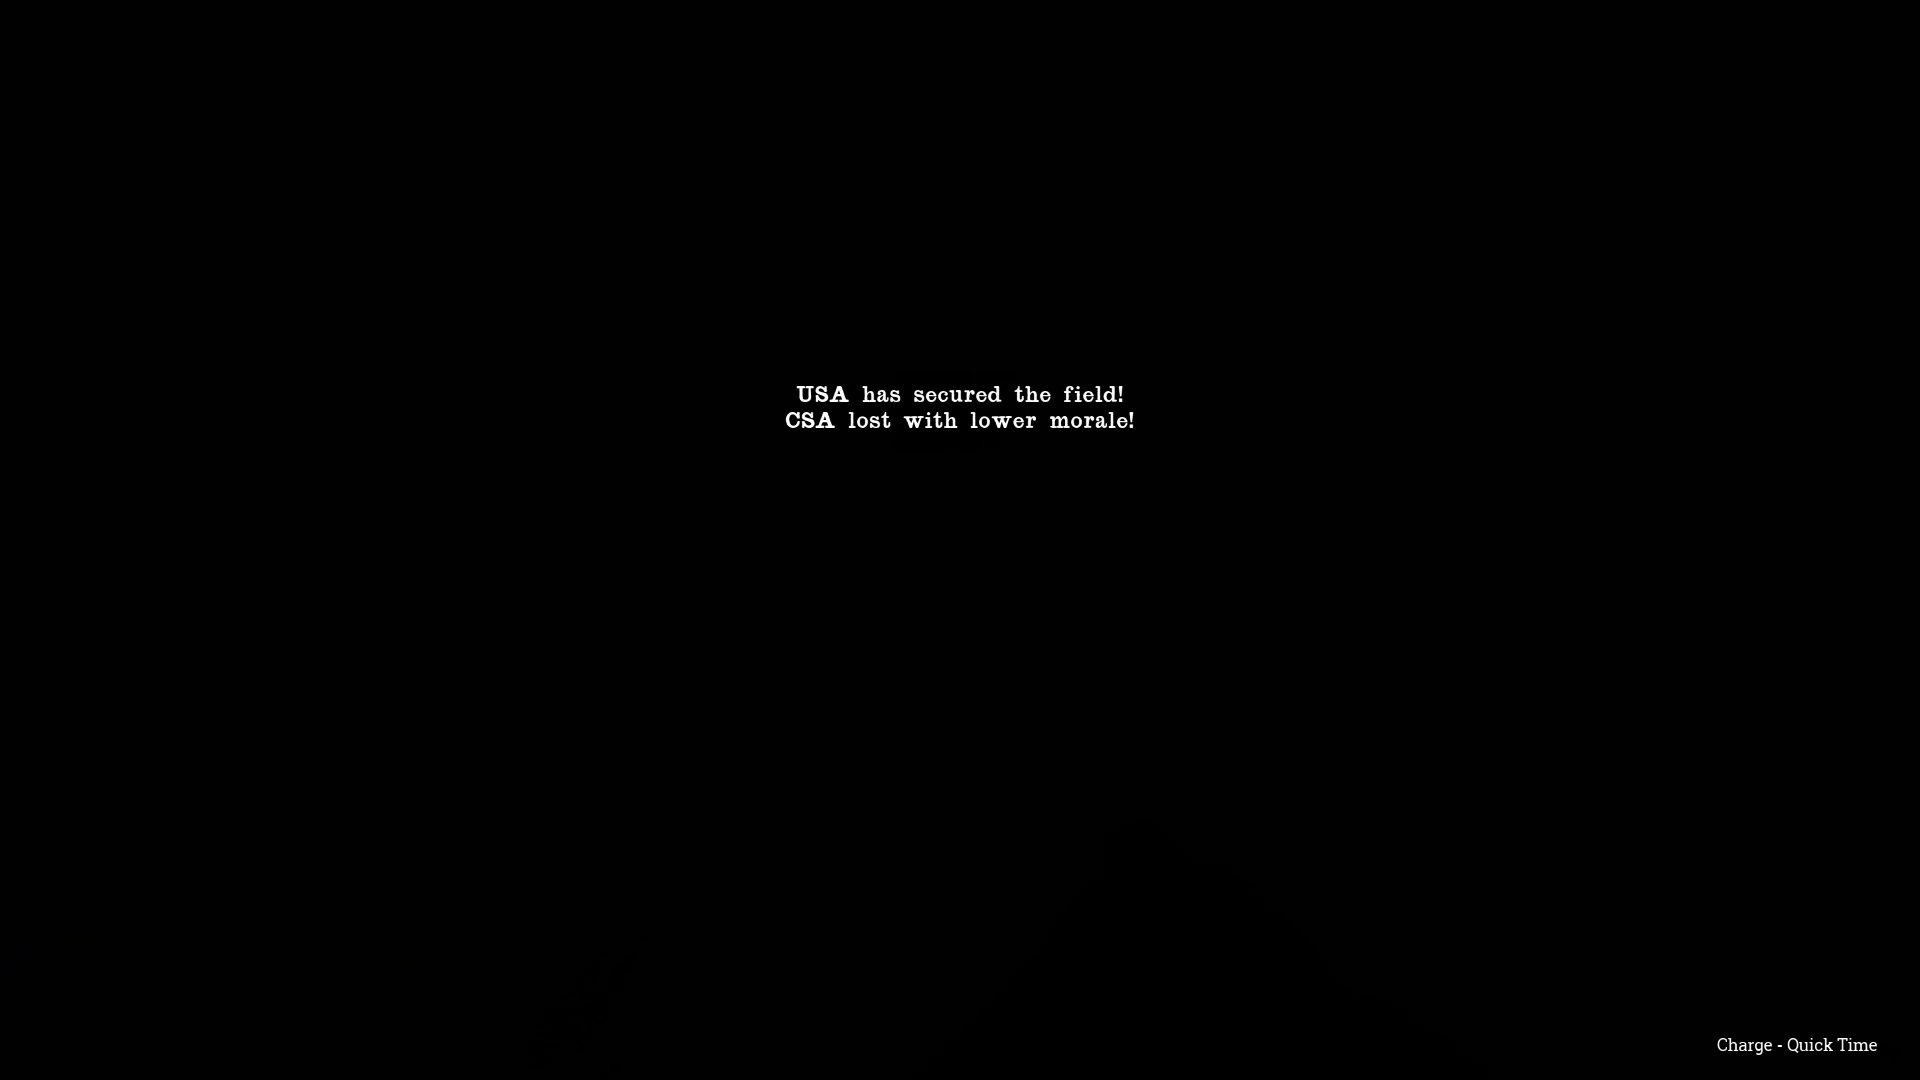 USA has secured the field!
CSA lost with lower morale!
Charge - Quick Time